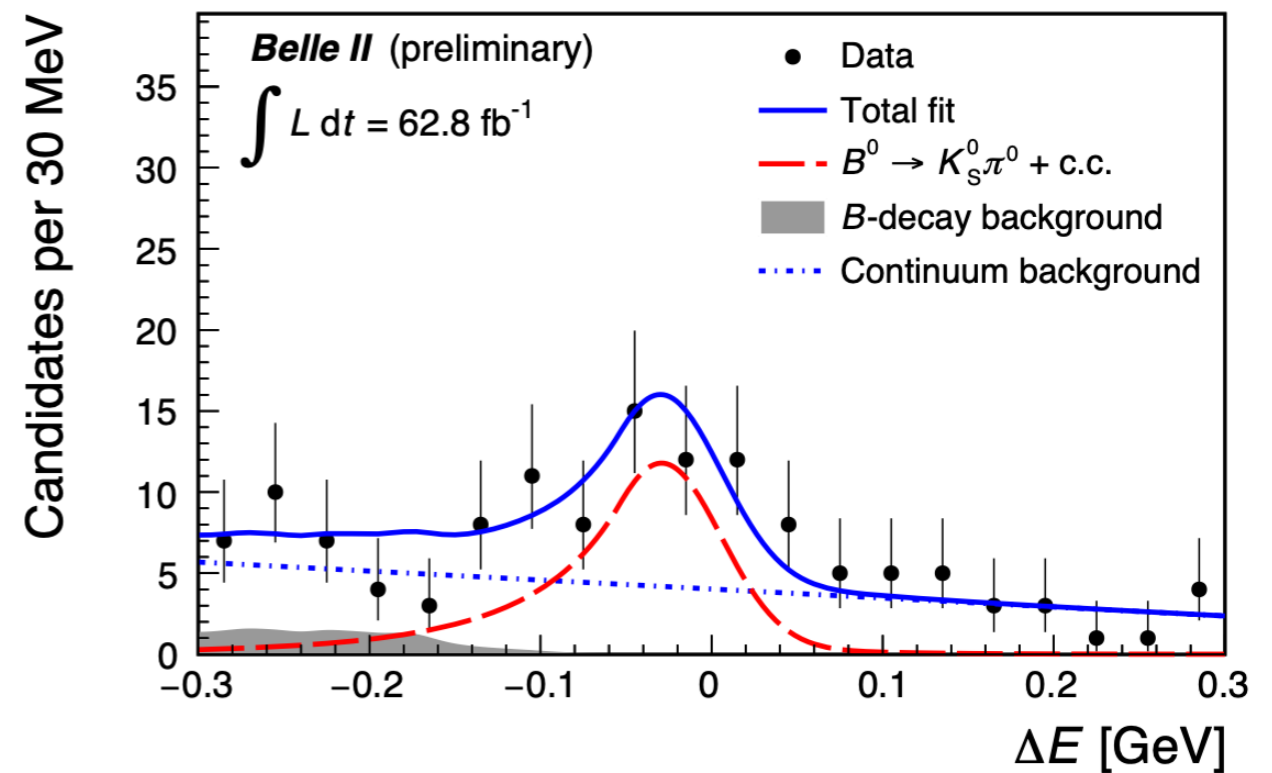 Candidates per 30 MeV
Belle II (preliminary)
∫ L dt = 62.8 fb⁻¹
Data
Total fit
B⁰ → K⁰_S π⁰ + c.c.
B-decay background
Continuum background
35
30
25
20
15
10
5
0
−0.3 −0.2 −0.1 0 0.1 0.2 0.3
ΔE [GeV]